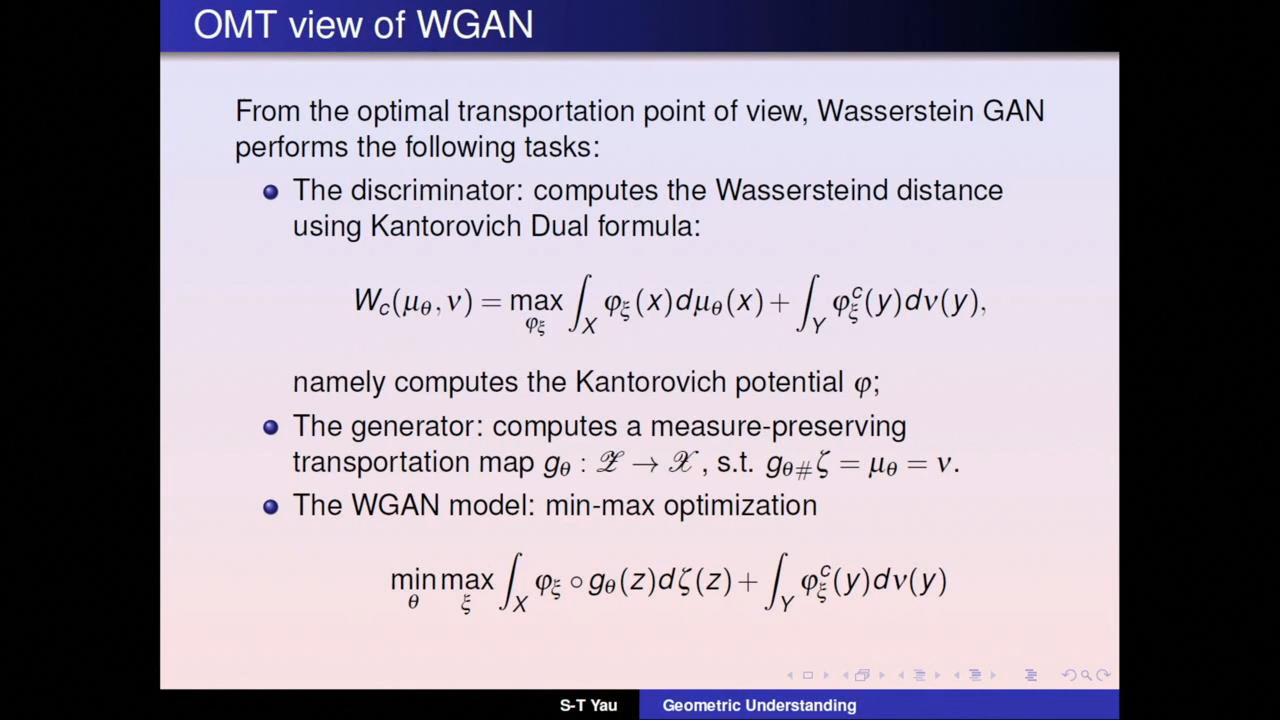 OMT view of WGAN
From the optimal transportation point of view, Wasserstein GAN
performs the following tasks:
The discriminator: computes the Wassersteind distance
using Kantorovich Dual formula:
W_c(μ_θ, ν) = max_{φ_ξ} ∫_X φ_ξ(x)dμ_θ(x) + ∫_Y φ_ξ^c(y)dν(y),
namely computes the Kantorovich potential φ;
The generator: computes a measure-preserving
transportation map g_θ : 𝒵 → 𝒳, s.t. g_θ#ζ = μ_θ = ν.
The WGAN model: min-max optimization
min_θ max_ξ ∫_X φ_ξ ∘ g_θ(z)dζ(z) + ∫_Y φ_ξ^c(y)dν(y)
S-T Yau Geometric Understanding